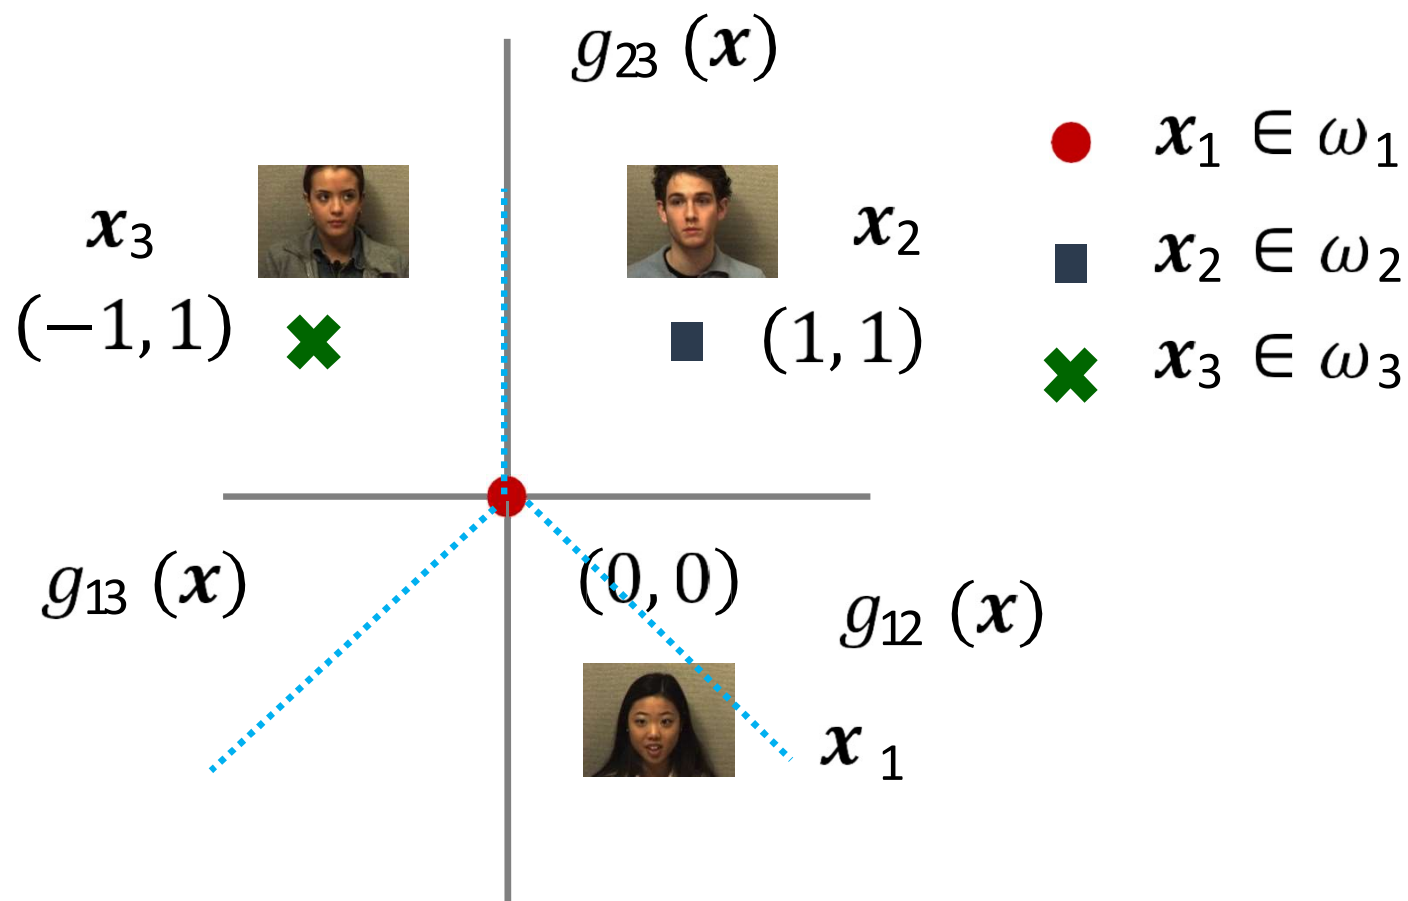 g₂₃ (x)
x₁ ∈ ω₁
x₃
x₂
x₂ ∈ ω₂
(−1, 1)
(1, 1)
x₃ ∈ ω₃
(0, 0)
g₁₃ (x)
g₁₂ (x)
x ₁